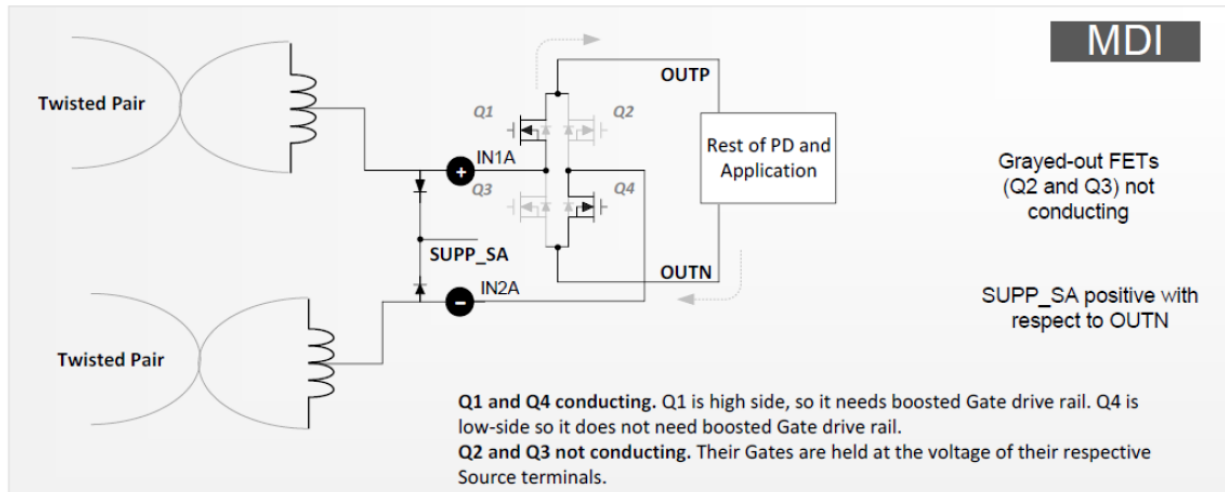 MDI
Twisted Pair
OUTP
Q1
Q2
Rest of PD and
Application
+
IN1A
Q3
Q4
Grayed-out FETs
(Q2 and Q3) not
conducting
SUPP_SA
OUTN
IN2A
-
SUPP_SA positive with
respect to OUTN
Twisted Pair
Q1 and Q4 conducting. Q1 is high side, so it needs boosted Gate drive rail. Q4 is
low-side so it does not need boosted Gate drive rail.
Q2 and Q3 not conducting. Their Gates are held at the voltage of their respective
Source terminals.